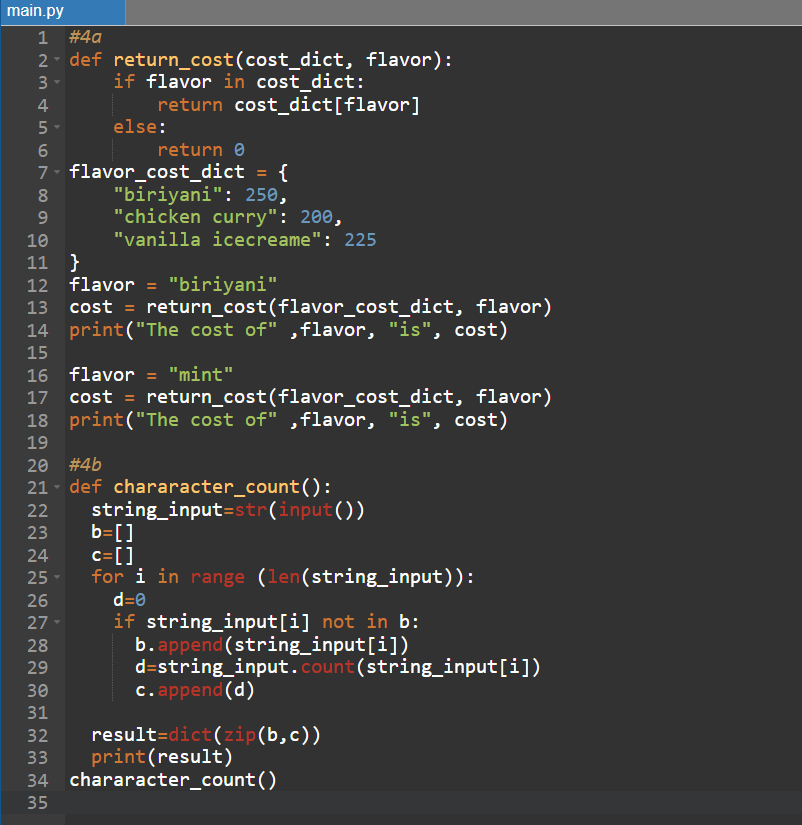 main.py
1 #4a
2 def return_cost(cost_dict, flavor):
3     if flavor in cost_dict:
4         return cost_dict[flavor]
5     else:
6         return 0
7 flavor_cost_dict = {
8     "biriyani": 250,
9     "chicken curry": 200,
10     "vanilla icecreame": 225
11 }
12 flavor = "biriyani"
13 cost = return_cost(flavor_cost_dict, flavor)
14 print("The cost of" ,flavor, "is", cost)
15
16 flavor = "mint"
17 cost = return_cost(flavor_cost_dict, flavor)
18 print("The cost of" ,flavor, "is", cost)
19
20 #4b
21 def chararacter_count():
22   string_input=str(input())
23   b=[]
24   c=[]
25   for i in range (len(string_input)):
26     d=0
27     if string_input[i] not in b:
28       b.append(string_input[i])
29       d=string_input.count(string_input[i])
30       c.append(d)
31
32   result=dict(zip(b,c))
33   print(result)
34 chararacter_count()
35